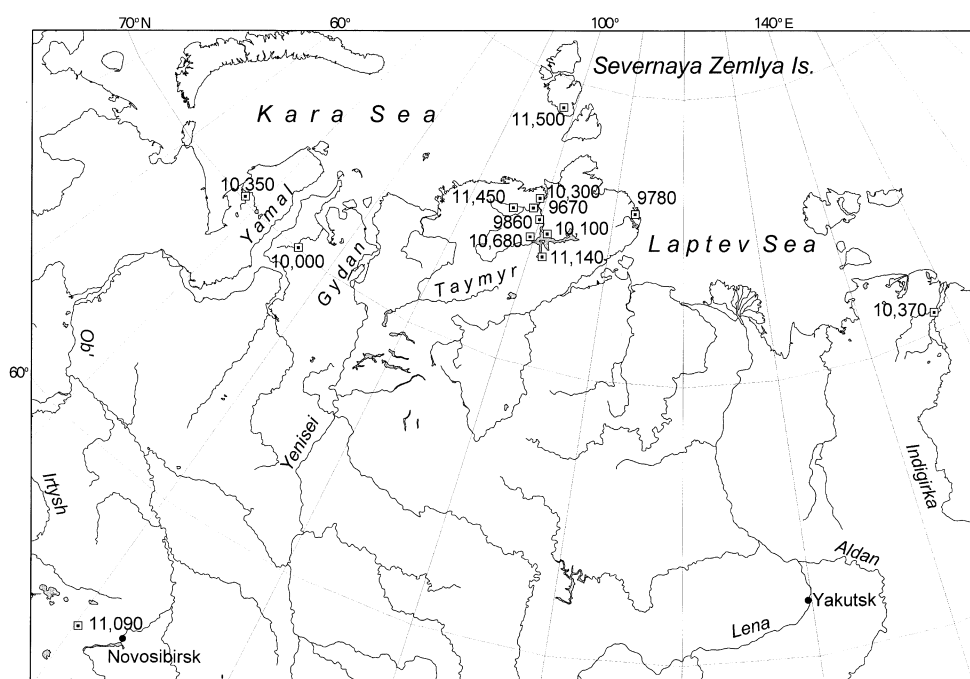 70°N
60°
100°
140°E
Severnaya Zemlya Is.
Kara Sea
11,500
10,350
11,450
10,300
9670
9780
9860
10,100
10,680
11,140
Yamal
10,000
Gydan
Taymyr
Laptev Sea
10,370
Ob'
60°
Yenisei
Irtysh
Indigirka
Aldan
Yakutsk
Lena
11,090
Novosibirsk